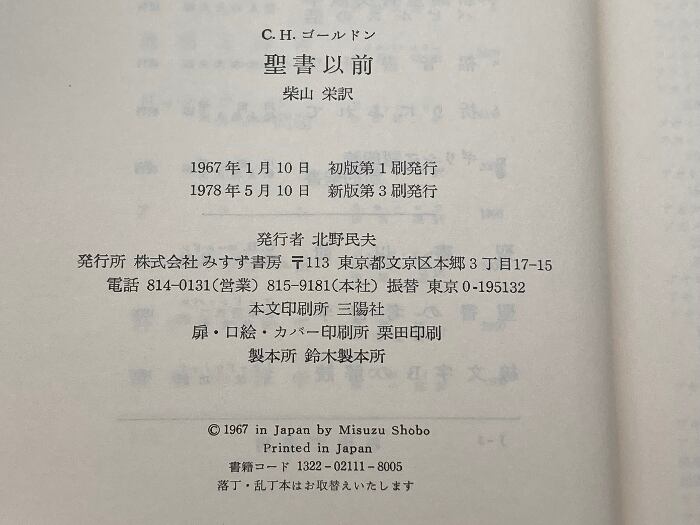 C. H. ゴールドン
聖書以前
柴山 栄訳
1967年1月10日 初版第1刷発行
1978年5月10日 新版第3刷発行
発行者 北野民夫
発行所 株式会社 みすず書房 〒113 東京都文京区本郷3丁目17-15
電話 814-0131(営業) 815-9181(本社) 振替 東京0-195132
本文印刷所 三陽社
扉・口絵・カバー印刷所 栗田印刷
製本所 鈴木製本所
© 1967 in Japan by Misuzu Shobo
Printed in Japan
書籍コード 1322-02111-8005
落丁・乱丁本はお取替えいたします